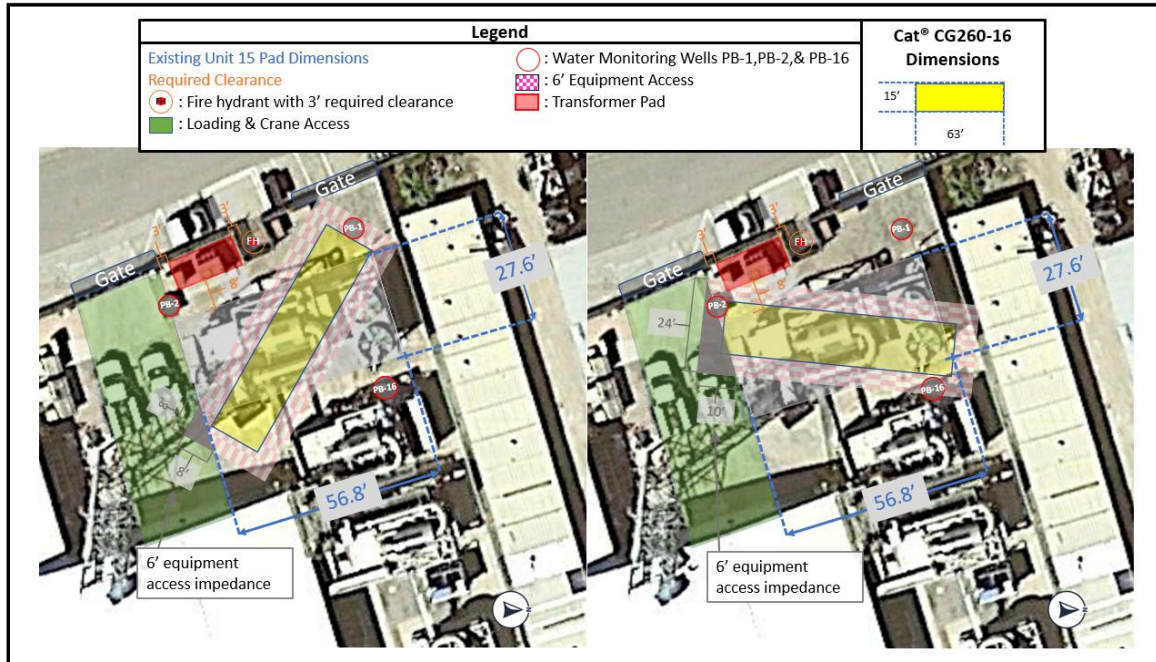 Legend
Existing Unit 15 Pad Dimensions
Required Clearance
: Fire hydrant with 3’ required clearance
: Loading & Crane Access
: Water Monitoring Wells PB-1,PB-2,& PB-16
: 6’ Equipment Access
: Transformer Pad
Cat® CG260-16
Dimensions
15’
63’
Gate
Gate
3’
3’
FH
PB-1
PB-2
8’
27.6’
PB-16
8’
8’
56.8’
6’ equipment
access impedance
N
Gate
Gate
3’
3’
FH
PB-1
PB-2
8’
27.6’
24’
PB-16
10’
56.8’
6’ equipment
access impedance
N